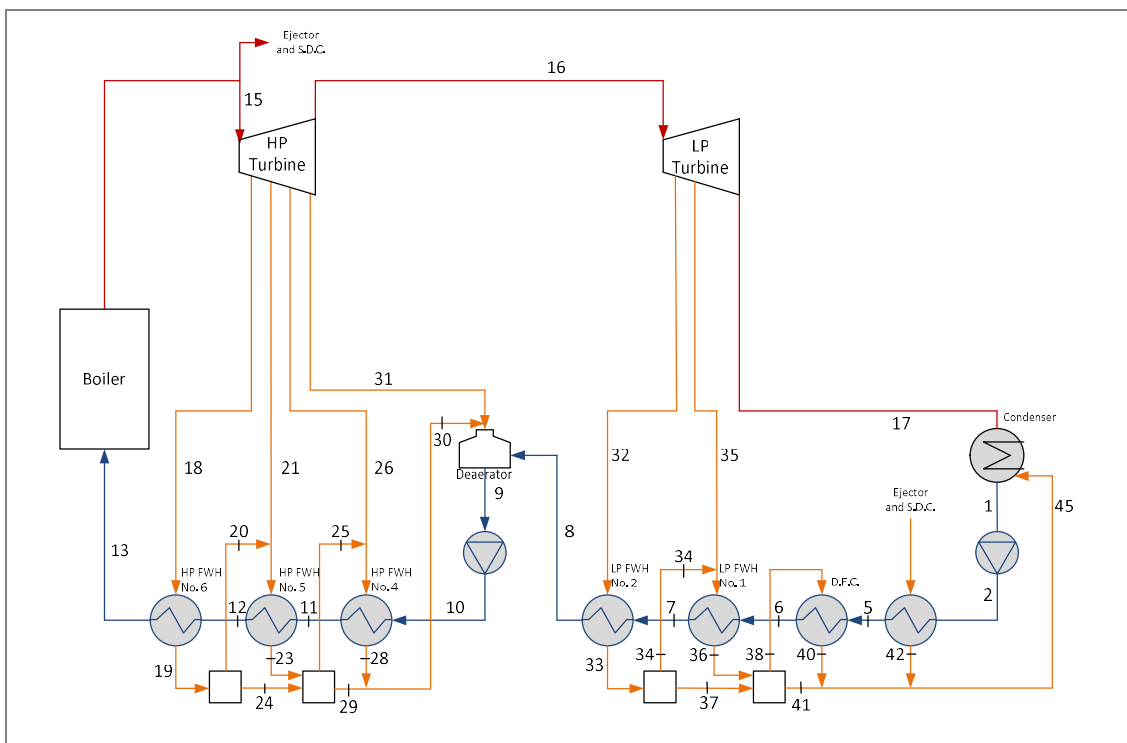 Ejector
and S.D.C.
16
15
HP
Turbine
LP
Turbine
31
Boiler
30
Deaerator
9
18
21
26
32
35
17
Condenser
Ejector
and S.D.C.
1
45
20
25
13
8
34
HP FWH
No. 6
HP FWH
No. 5
HP FWH
No. 4
LP FWH
No. 2
LP FWH
No. 1
D.F.C.
12
11
10
7
6
5
2
19
23
28
33
34
36
38
40
42
24
29
37
41